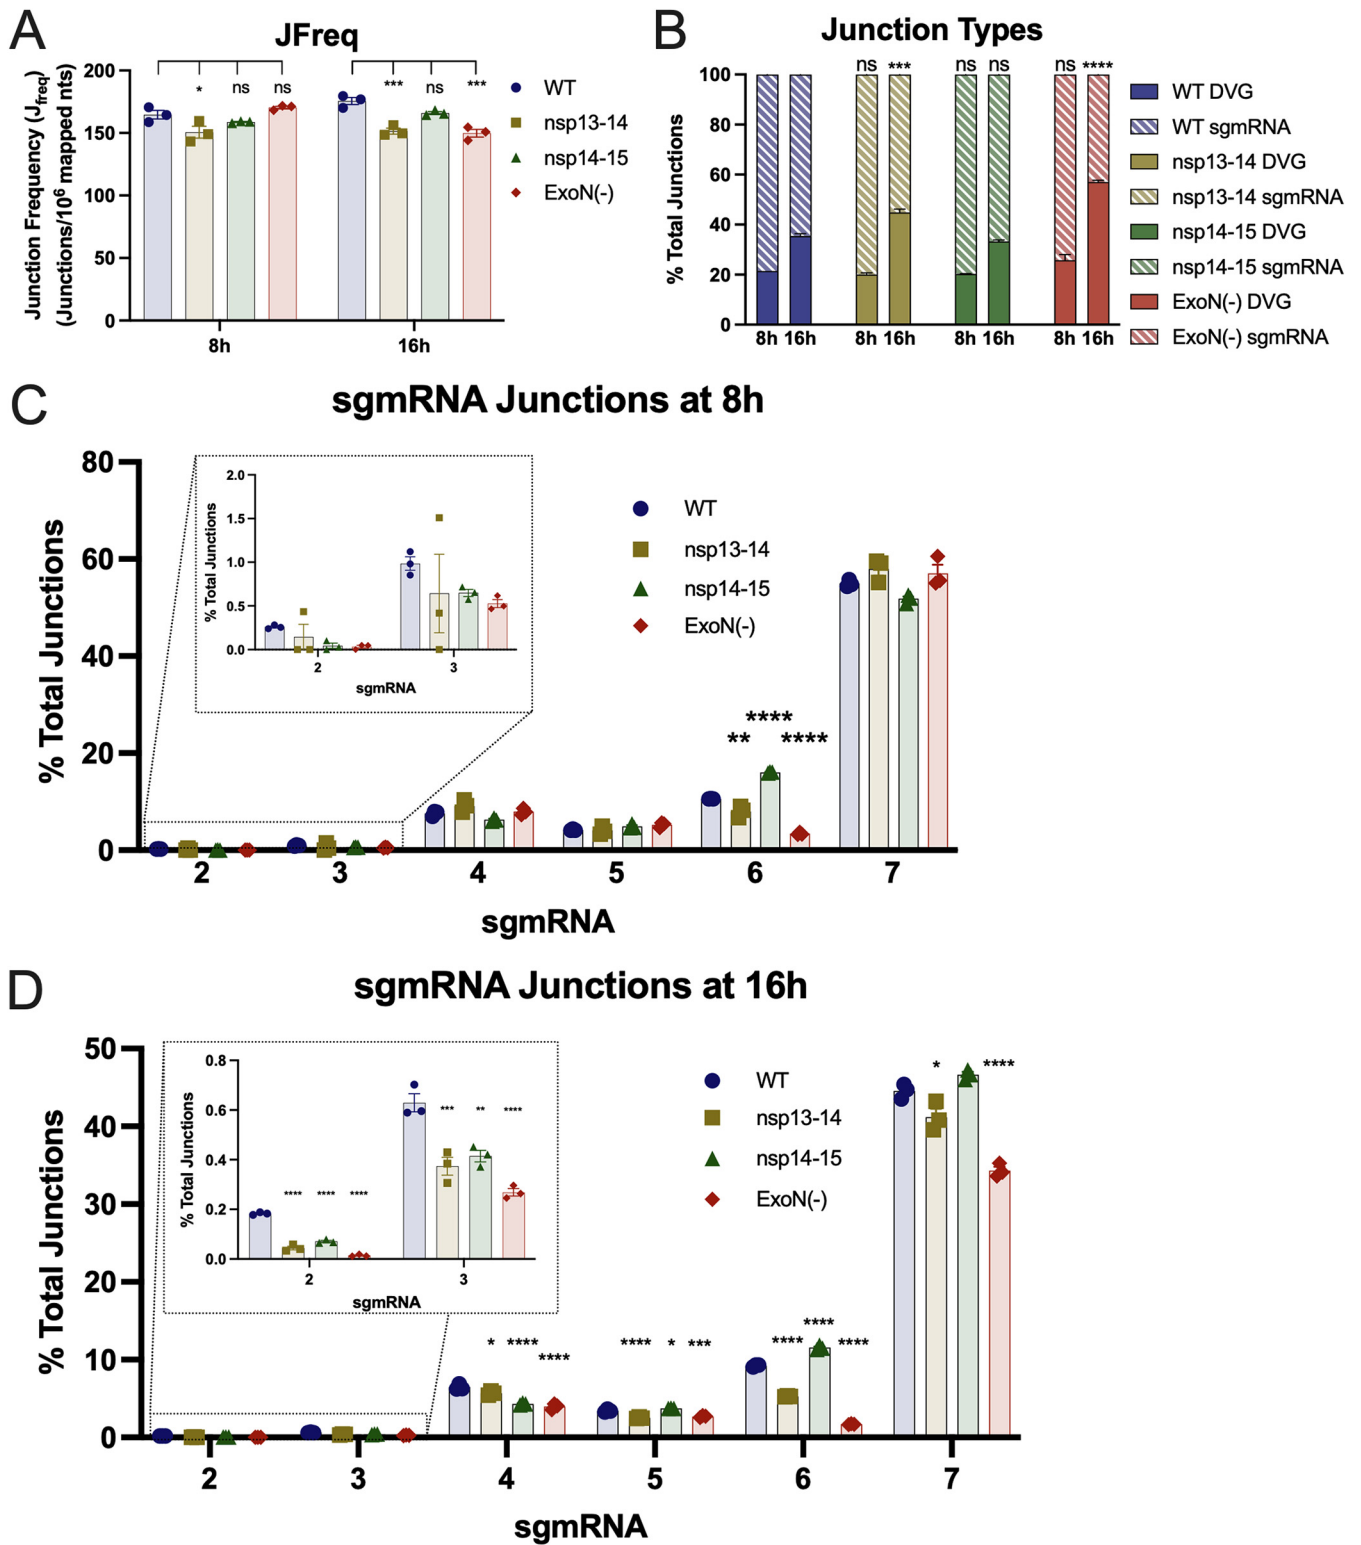 A
JFreq
Junction Frequency (Jfreq)
(Junctions/10⁶ mapped nts)
200
150
100
50
0
* ns ns
*** ns ***
8h 16h
WT
nsp13-14
nsp14-15
ExoN(-)
B
Junction Types
% Total Junctions
100
80
60
40
20
0
ns *** ns ns ns ****
8h 16h 8h 16h 8h 16h 8h 16h
WT DVG
WT sgmRNA
nsp13-14 DVG
nsp13-14 sgmRNA
nsp14-15 DVG
nsp14-15 sgmRNA
ExoN(-) DVG
ExoN(-) sgmRNA
C
sgmRNA Junctions at 8h
% Total Junctions
80
60
40
20
0
% Total Junctions
2.0
1.5
1.0
0.5
0.0
2 3
sgmRNA
WT
nsp13-14
nsp14-15
ExoN(-)
****
** ****
2 3 4 5 6 7
sgmRNA
D
sgmRNA Junctions at 16h
% Total Junctions
50
40
30
20
10
0
% Total Junctions
0.8
0.6
0.4
0.2
0.0
*** ** ****
**** **** ****
2 3
sgmRNA
WT
nsp13-14
nsp14-15
ExoN(-)
* ****
****
* ****
****
**** * ***
**** ****
2 3 4 5 6 7
sgmRNA